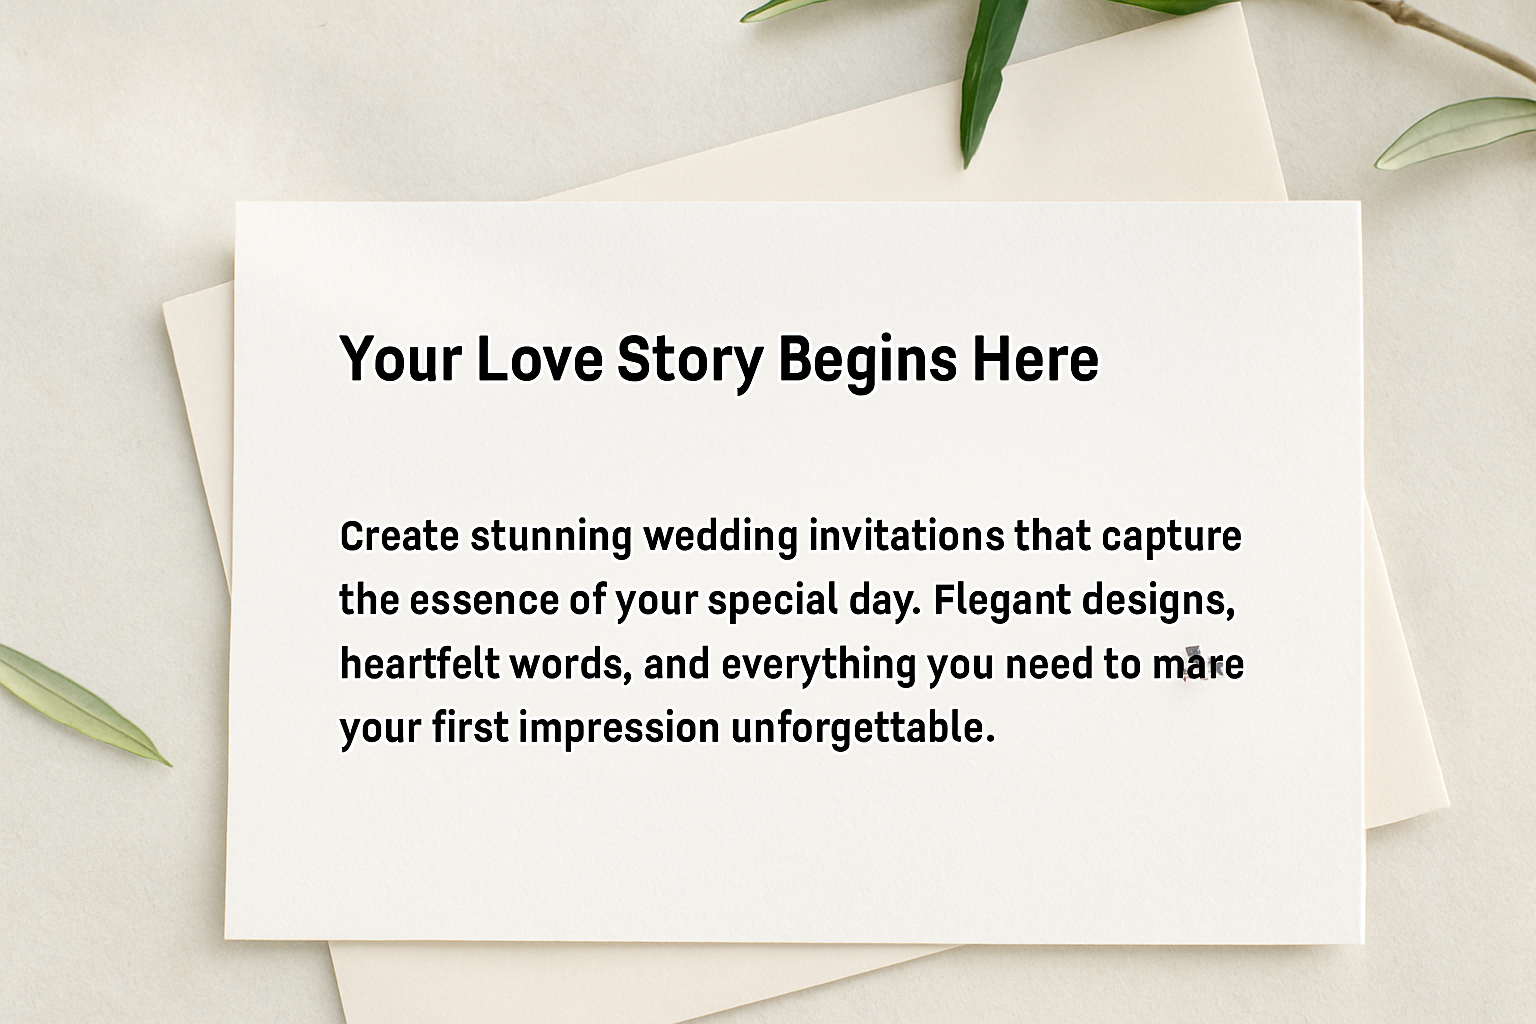 Your Love Story Begins Here
Create stunning wedding invitations that capture
the essence of your special day. Flegant designs,
heartfelt words, and everything you need to mare
your first impression unforgettable.